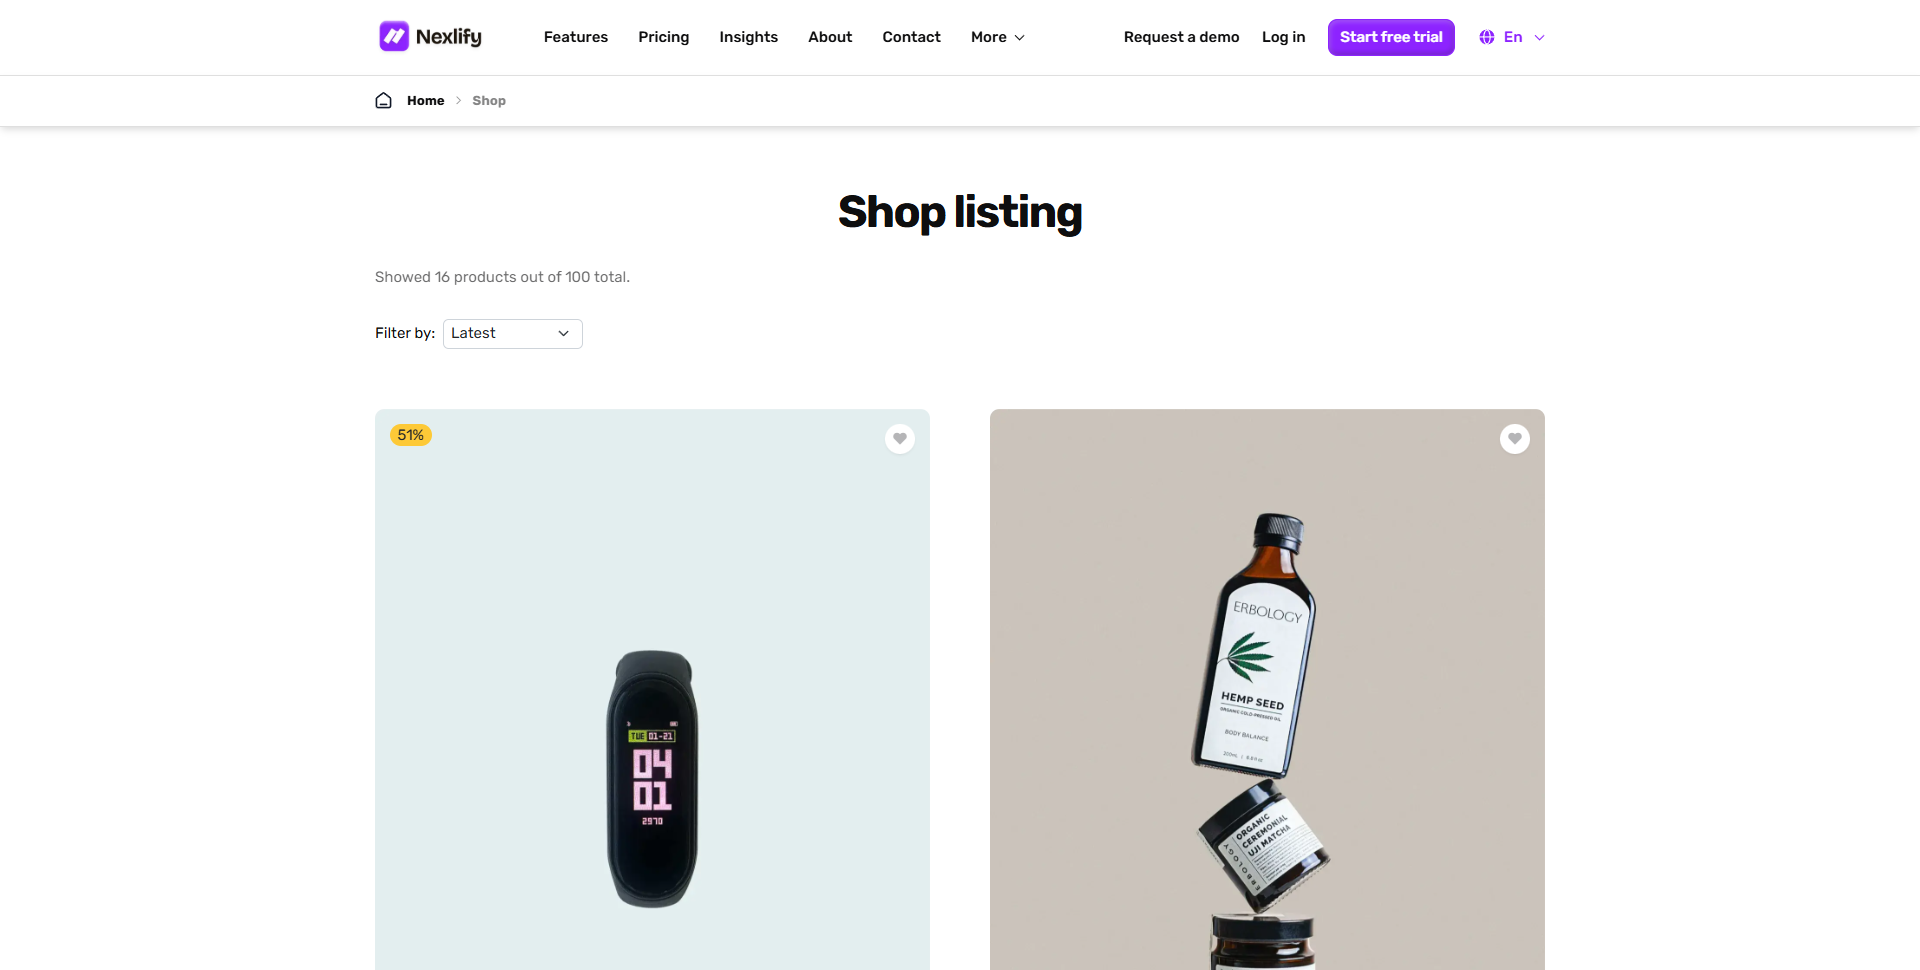 Nexlify
Features Pricing Insights About Contact More
Request a demo Log in Start free trial En
Home Shop
Shop listing
Showed 16 products out of 100 total.
Filter by: Latest
51%
TUE 01-21
04
01
2970
ERBOLOGY
HEMP SEED
ORGANIC COLD-PRESSED OIL
BODY BALANCE
ORGANIC
CEREMONIAL
UJI MATCHA
ERBOLOGY